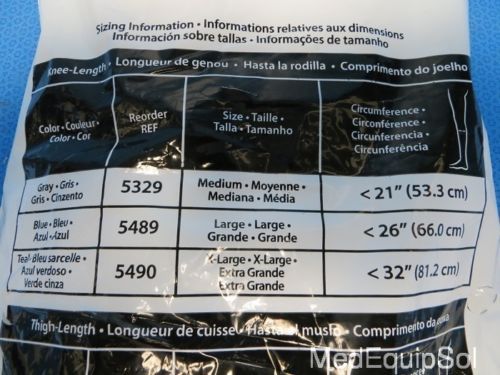 Sizing Information • Informations relatives aux dimensions
Información sobre tallas • Informações de tamanho
Knee-Length • Longueur de genou • Hasta la rodilla • Comprimento do joelho
Color • Couleur
Color • Cor
Reorder
REF
Size • Taille
Talla • Tamanho
Circumference •
Circonférence •
Circunferencia •
Circunferência
Gray • Gris
Gris • Cinzento
5329
Medium • Moyenne •
Mediana • Média
< 21" (53.3 cm)
Blue • Bleu
Azul • Azul
5489
Large • Large •
Grande • Grande
< 26" (66.0 cm)
Teal • Bleu sarcelle •
Azul verdoso •
Verde cinza
5490
X-Large • X-Large •
Extra Grande
Extra Grande
< 32" (81.2 cm)
Thigh-Length • Longueur de cuisse • Hasta el muslo • Comprimento da coxa
MedEquipSol